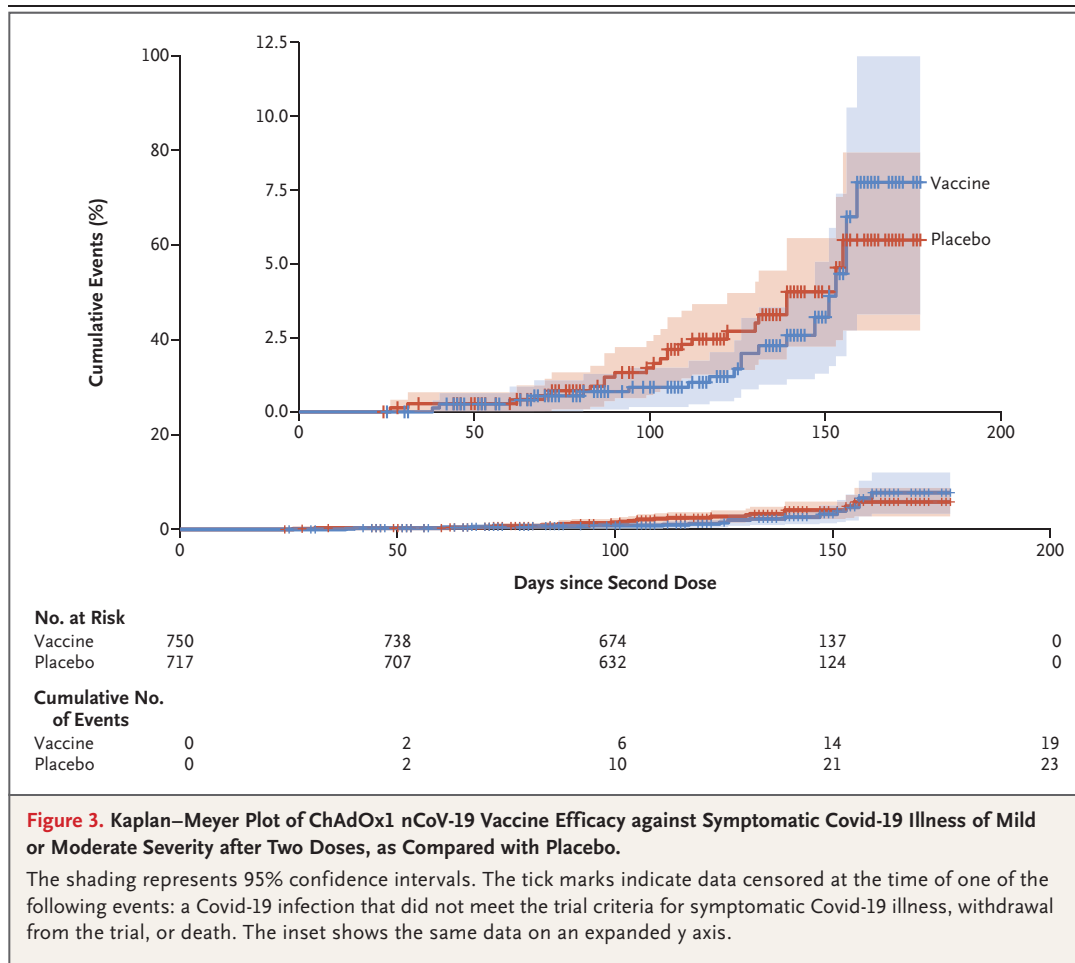 12.5
100
10.0
80
7.5
Vaccine
60
Placebo
5.0
Cumulative Events (%)
40
2.5
0.0
0 50 100 150 200
20
0
0 50 100 150 200
Days since Second Dose
No. at Risk
Vaccine 750 738 674 137 0
Placebo 717 707 632 124 0
Cumulative No.
of Events
Vaccine 0 2 6 14 19
Placebo 0 2 10 21 23
Figure 3. Kaplan–Meyer Plot of ChAdOx1 nCoV-19 Vaccine Efficacy against Symptomatic Covid-19 Illness of Mild
or Moderate Severity after Two Doses, as Compared with Placebo.
The shading represents 95% confidence intervals. The tick marks indicate data censored at the time of one of the
following events: a Covid-19 infection that did not meet the trial criteria for symptomatic Covid-19 illness, withdrawal
from the trial, or death. The inset shows the same data on an expanded y axis.